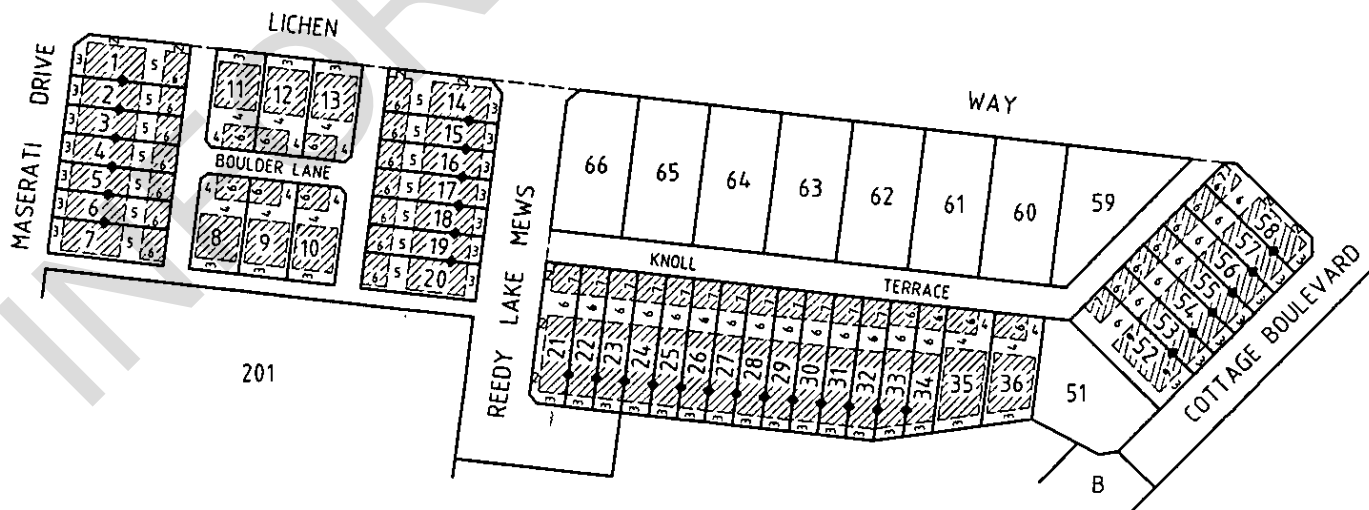 LICHEN
WAY
MASERATI DRIVE
1
2
3
4
5
6
7
11 12 13
BOULDER LANE
8 9 10
14
15
16
17
18
19
20
REEDY LAKE MEWS
66 65 64 63 62 61 60 59
KNOLL TERRACE
21 22 23 24 25 26 27 28 29 30 31 32 33 34 35 36
51
52
53
54
55
56
57
58
COTTAGE BOULEVARD
201
B
INFOR